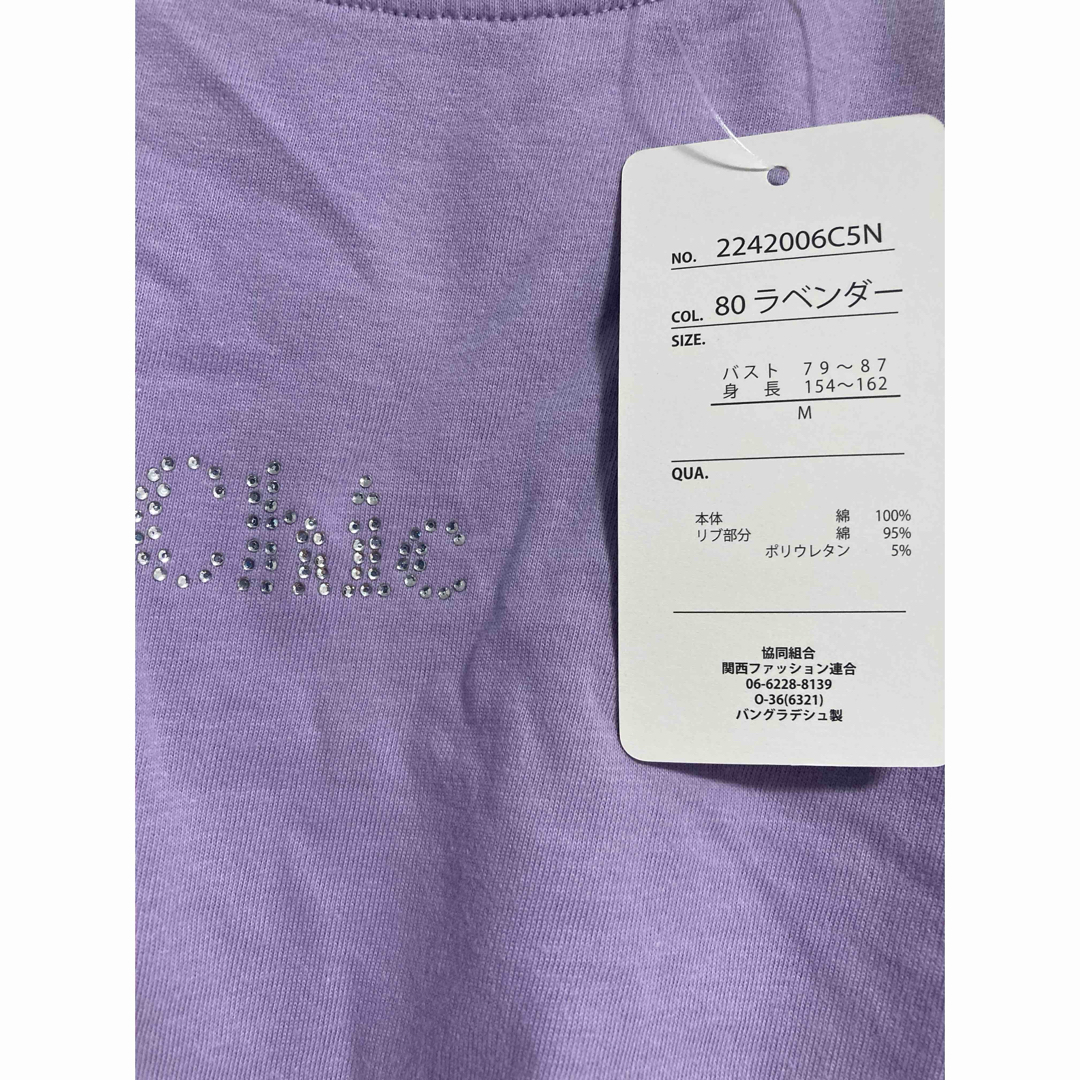 Chic
NO. 2242006C5N
COL. 80 ラベンダー
SIZE.
バスト 79～87
身長 154～162
M
QUA.
本体 綿 100%
リブ部分 綿 95%
ポリウレタン 5%
協同組合
関西ファッション連合
06-6228-8139
O-36(6321)
バングラデシュ製